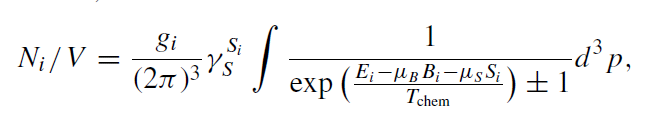 N_i/V = \frac{g_i}{(2\pi)^3} \gamma_S^{S_i} \int \frac{1}{\exp\left(\frac{E_i - \mu_B B_i - \mu_s S_i}{T_{\text{chem}}}\right) \pm 1} d^3 p,